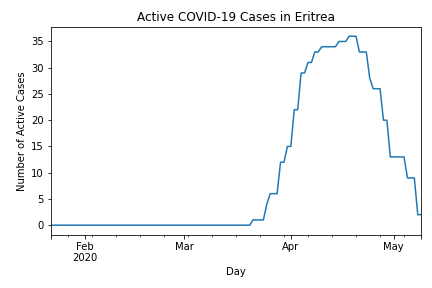 Active COVID-19 Cases in Eritrea
Number of Active Cases
35
30
25
20
15
10
5
0
Feb
2020
Mar
Apr
May
Day